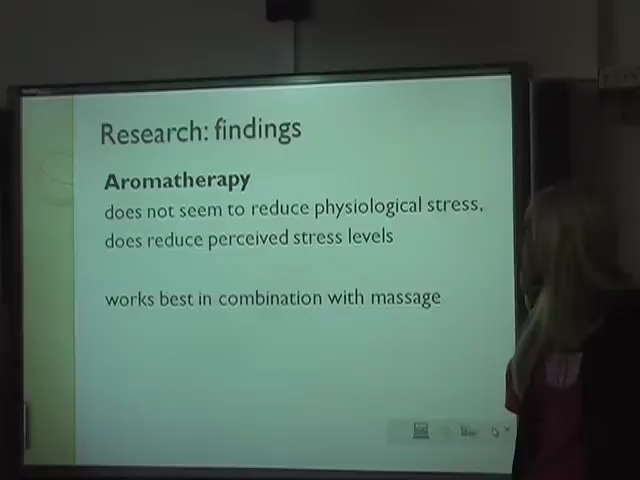 Research: findings
Aromatherapy
does not seem to reduce physiological stress,
does reduce perceived stress levels
works best in combination with massage